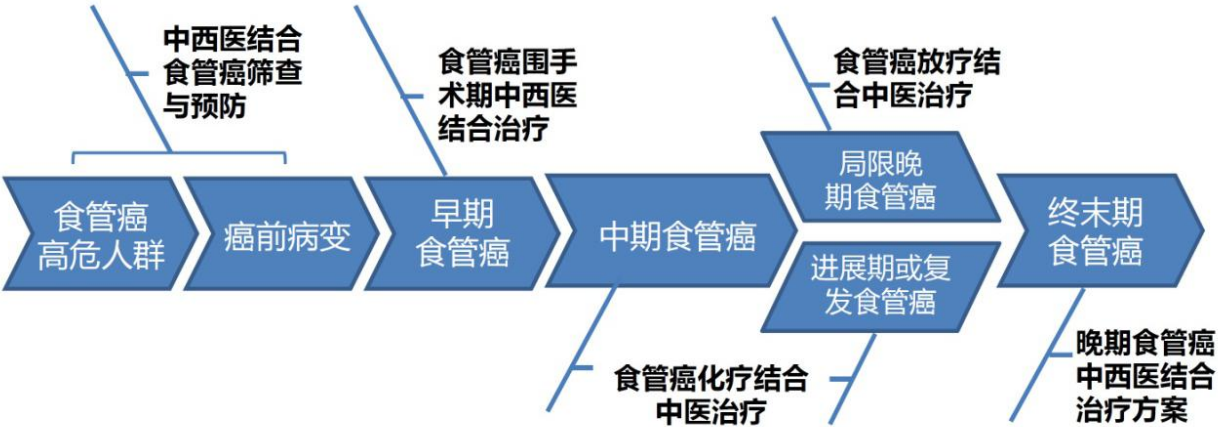 中西医结合
食管癌筛查
与预防
食管癌围手
术期中西医
结合治疗
食管癌放疗结
合中医治疗
食管癌
高危人群
癌前病变
早期
食管癌
中期食管癌
局限晚
期食管癌
进展期或复
发食管癌
终末期
食管癌
食管癌化疗结合
中医治疗
晚期食管癌
中西医结合
治疗方案